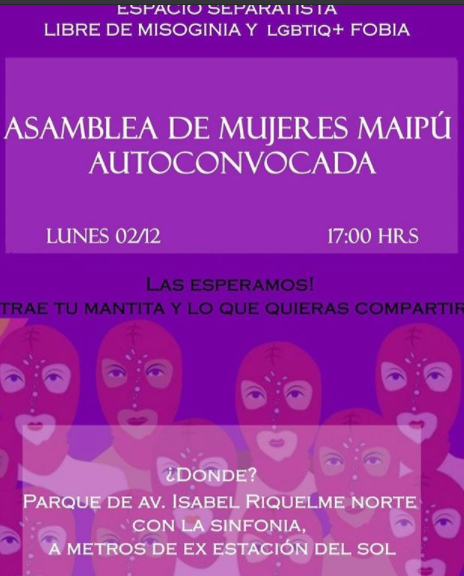 ESPACIO SEPARATISTA
LIBRE DE MISOGINIA Y LGBTIQ+ FOBIA
ASAMBLEA DE MUJERES MAIPÚ
AUTOCONVOCADA
LUNES 02/12 17:00 HRS
LAS ESPERAMOS!
TRAE TU MANTITA Y LO QUE QUIERAS COMPARTIR
¿DONDE?
PARQUE DE AV. ISABEL RIQUELME NORTE
CON LA SINFONIA,
A METROS DE EX ESTACIÓN DEL SOL